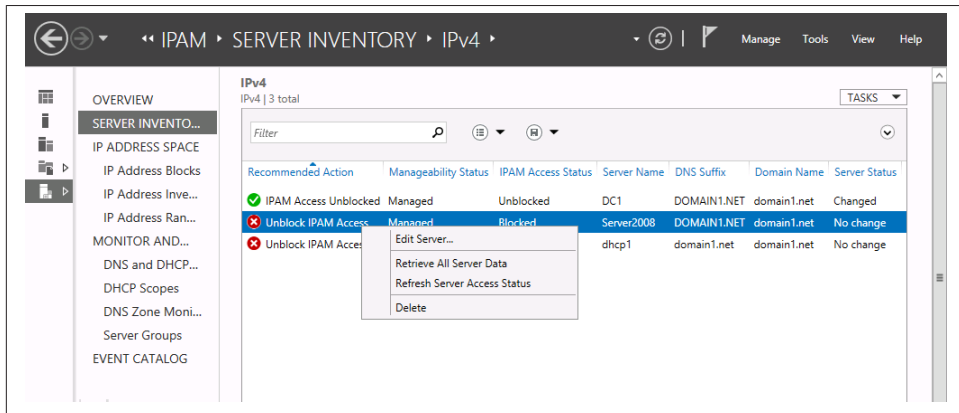 IPAM ‣ SERVER INVENTORY ‣ IPv4 ‣
Manage Tools View Help
OVERVIEW
SERVER INVENTO...
IP ADDRESS SPACE
IP Address Blocks
IP Address Inve...
IP Address Ran...
MONITOR AND...
DNS and DHCP...
DHCP Scopes
DNS Zone Moni...
Server Groups
EVENT CATALOG
IPv4
IPv4 | 3 total
TASKS
Filter
Recommended Action Manageability Status IPAM Access Status Server Name DNS Suffix Domain Name Server Status
IPAM Access Unblocked Managed Unblocked DC1 DOMAIN1.NET domain1.net Changed
Unblock IPAM Access Managed Blocked Server2008 DOMAIN1.NET domain1.net No change
Unblock IPAM Acces dhcp1 domain1.net domain1.net No change
Edit Server...
Retrieve All Server Data
Refresh Server Access Status
Delete